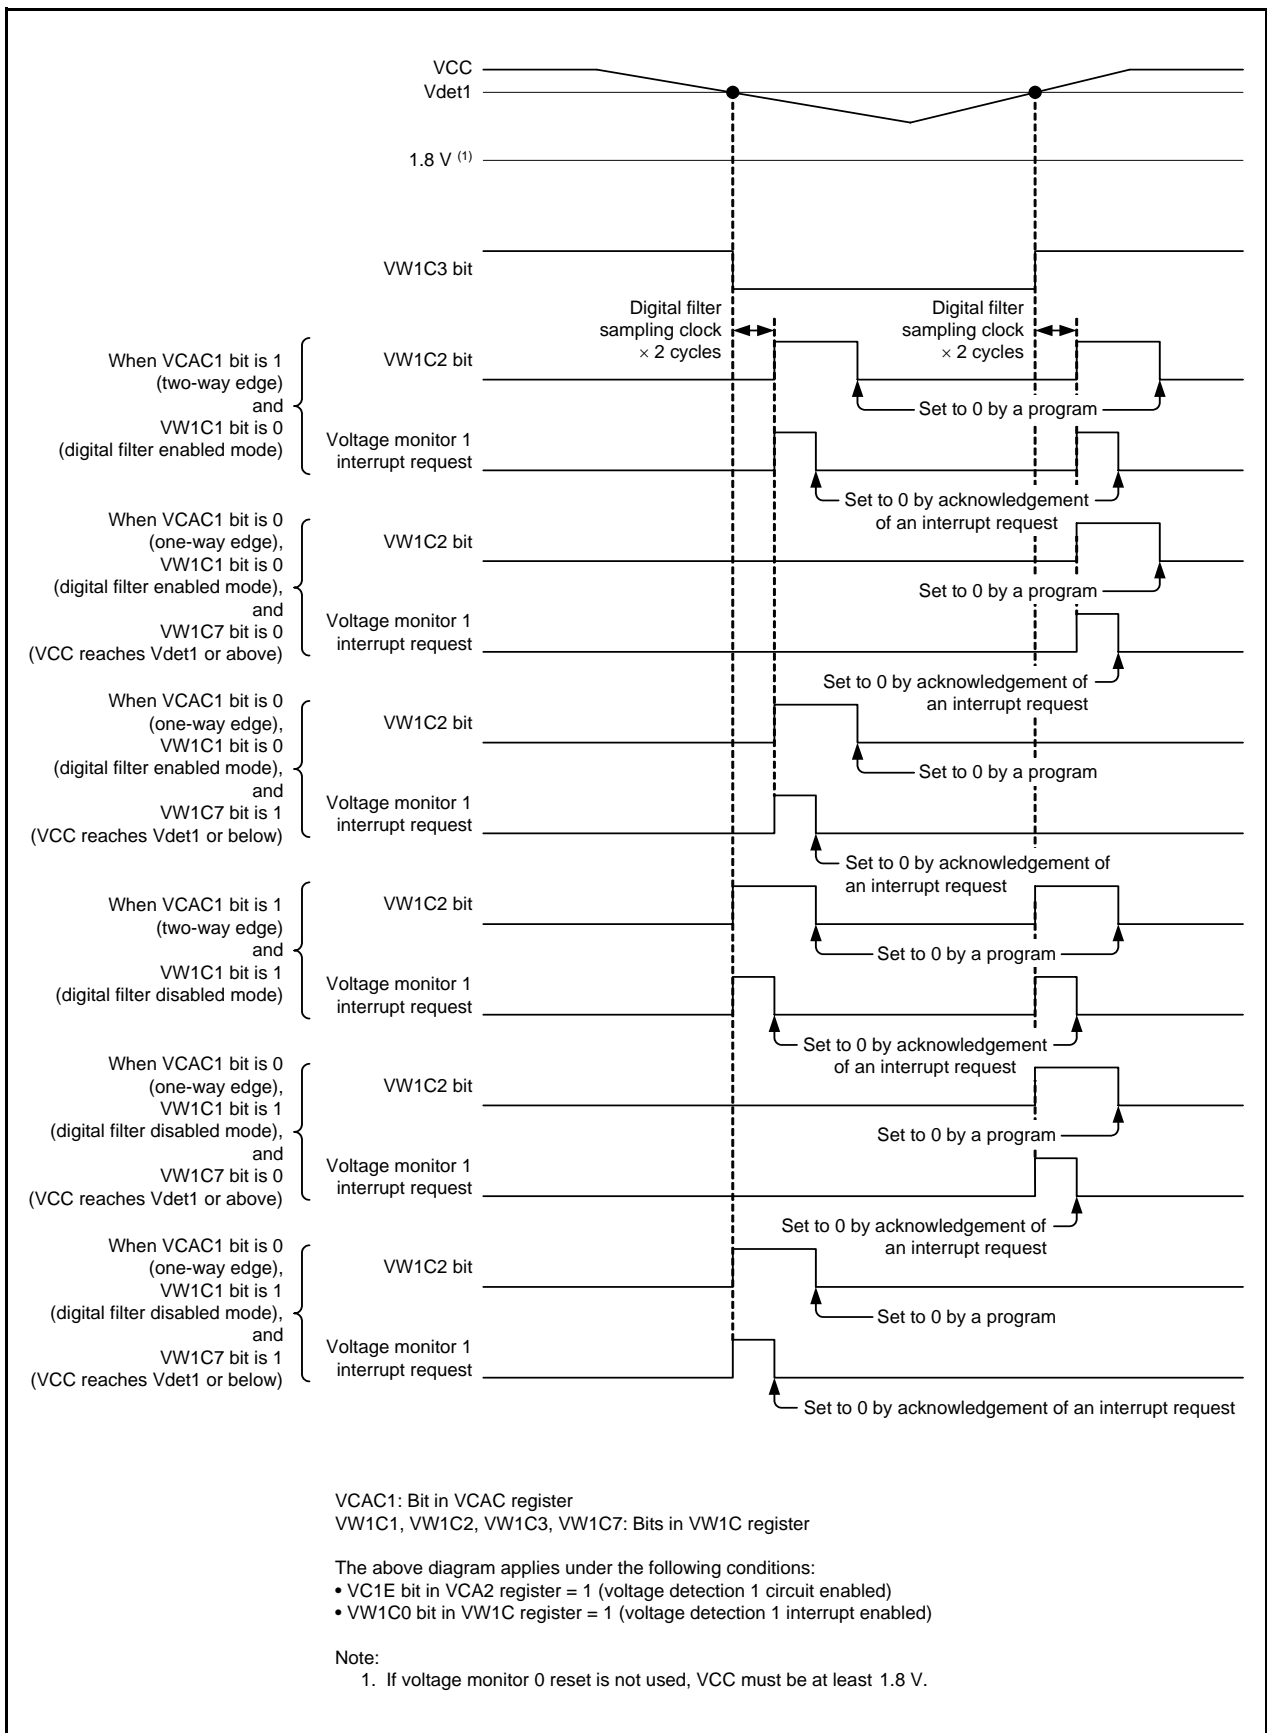 VCC
Vdet1
1.8 V (1)
VW1C3 bit
Digital filter
sampling clock
× 2 cycles
Digital filter
sampling clock
× 2 cycles
When VCAC1 bit is 1
(two-way edge)
and
VW1C1 bit is 0
(digital filter enabled mode)
VW1C2 bit
Set to 0 by a program
Voltage monitor 1
interrupt request
Set to 0 by acknowledgement
of an interrupt request
When VCAC1 bit is 0
(one-way edge),
VW1C1 bit is 0
(digital filter enabled mode),
and
VW1C7 bit is 0
(VCC reaches Vdet1 or above)
VW1C2 bit
Set to 0 by a program
Voltage monitor 1
interrupt request
Set to 0 by acknowledgement of
an interrupt request
When VCAC1 bit is 0
(one-way edge),
VW1C1 bit is 0
(digital filter enabled mode),
and
VW1C7 bit is 1
(VCC reaches Vdet1 or below)
VW1C2 bit
Set to 0 by a program
Voltage monitor 1
interrupt request
Set to 0 by acknowledgement of
an interrupt request
When VCAC1 bit is 1
(two-way edge)
and
VW1C1 bit is 1
(digital filter disabled mode)
VW1C2 bit
Set to 0 by a program
Voltage monitor 1
interrupt request
Set to 0 by acknowledgement
of an interrupt request
When VCAC1 bit is 0
(one-way edge),
VW1C1 bit is 1
(digital filter disabled mode),
and
VW1C7 bit is 0
(VCC reaches Vdet1 or above)
VW1C2 bit
Set to 0 by a program
Voltage monitor 1
interrupt request
Set to 0 by acknowledgement of
an interrupt request
When VCAC1 bit is 0
(one-way edge),
VW1C1 bit is 1
(digital filter disabled mode),
and
VW1C7 bit is 1
(VCC reaches Vdet1 or below)
VW1C2 bit
Set to 0 by a program
Voltage monitor 1
interrupt request
Set to 0 by acknowledgement of an interrupt request
VCAC1: Bit in VCAC register
VW1C1, VW1C2, VW1C3, VW1C7: Bits in VW1C register
The above diagram applies under the following conditions:
• VC1E bit in VCA2 register = 1 (voltage detection 1 circuit enabled)
• VW1C0 bit in VW1C register = 1 (voltage detection 1 interrupt enabled)
Note:
1. If voltage monitor 0 reset is not used, VCC must be at least 1.8 V.